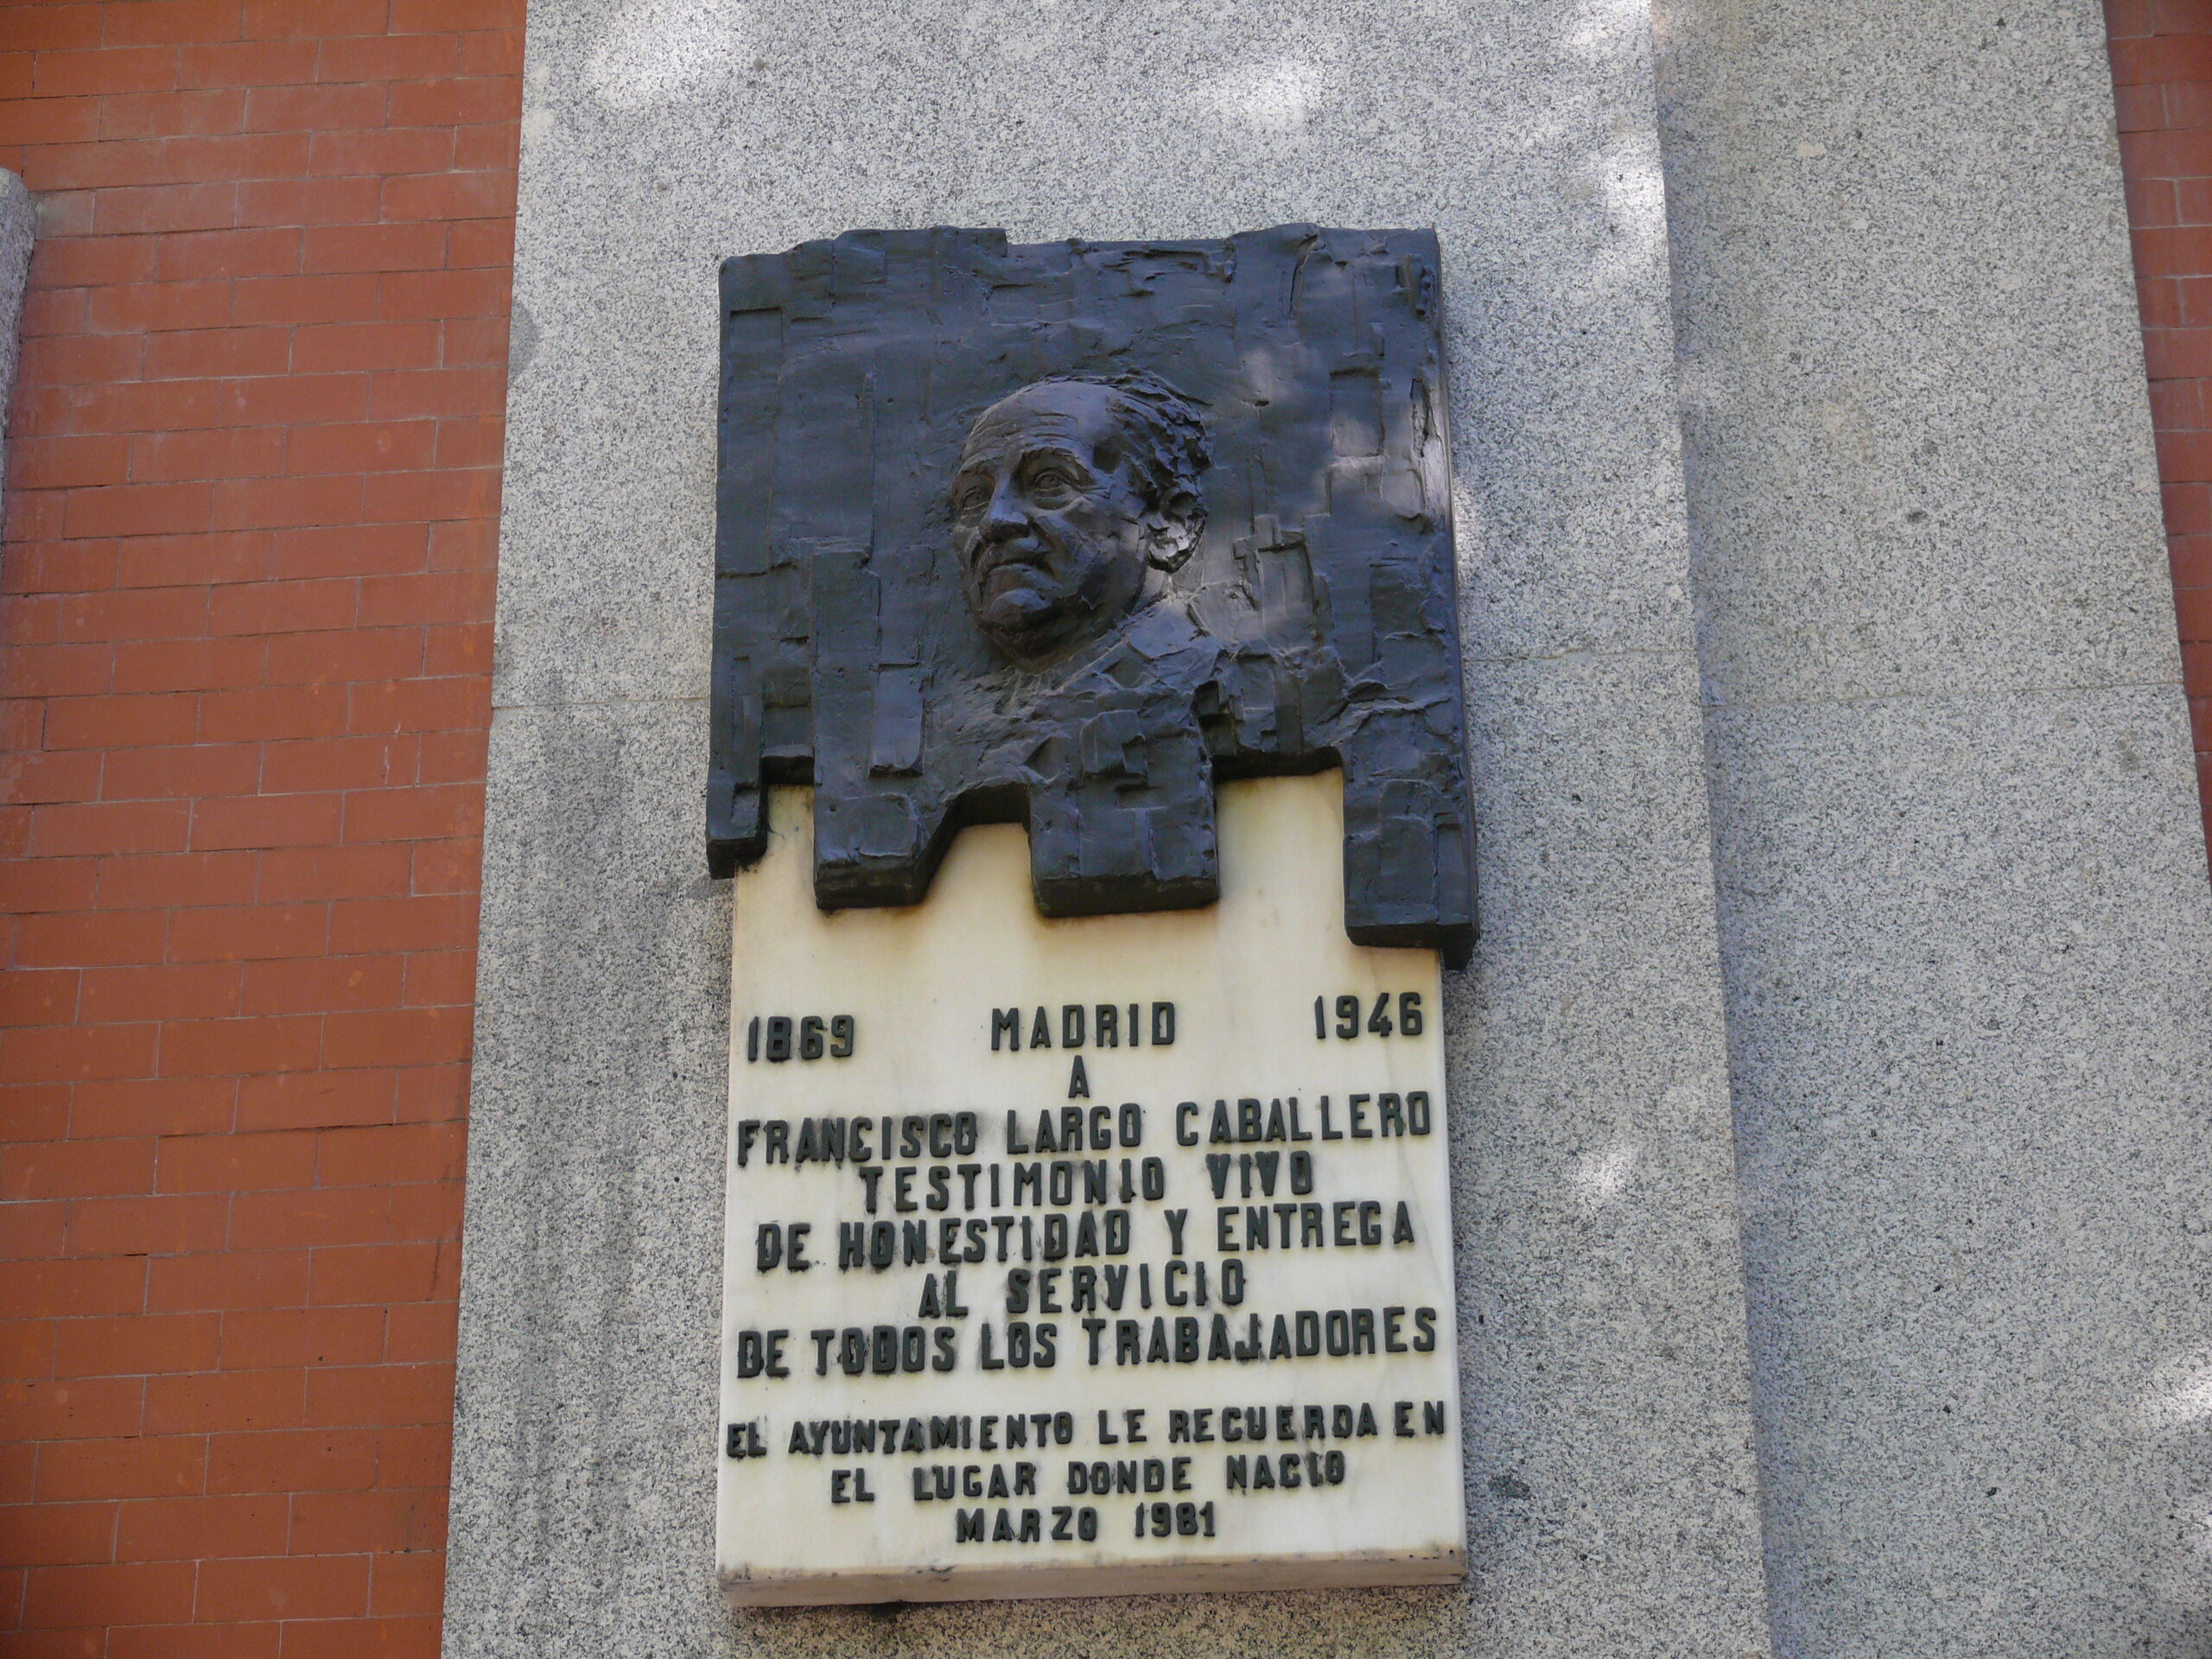 1869 MADRID 1946
A
FRANCISCO LARGO CABALLERO
TESTIMONIO VIVO
DE HONESTIDAD Y ENTREGA
AL SERVICIO
DE TODOS LOS TRABAJADORES
EL AYUNTAMIENTO LE RECUERDA EN
EL LUGAR DONDE NACIO
MARZO 1981